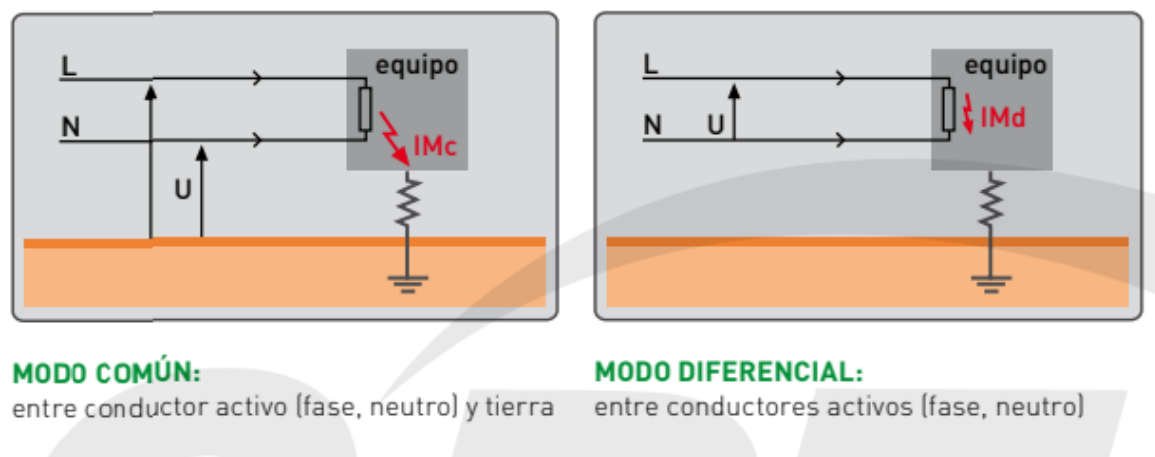 L
equipo
N
IMc
U
L
equipo
N
U
IMd
MODO COMÚN:
entre conductor activo (fase, neutro) y tierra
MODO DIFERENCIAL:
entre conductores activos (fase, neutro)